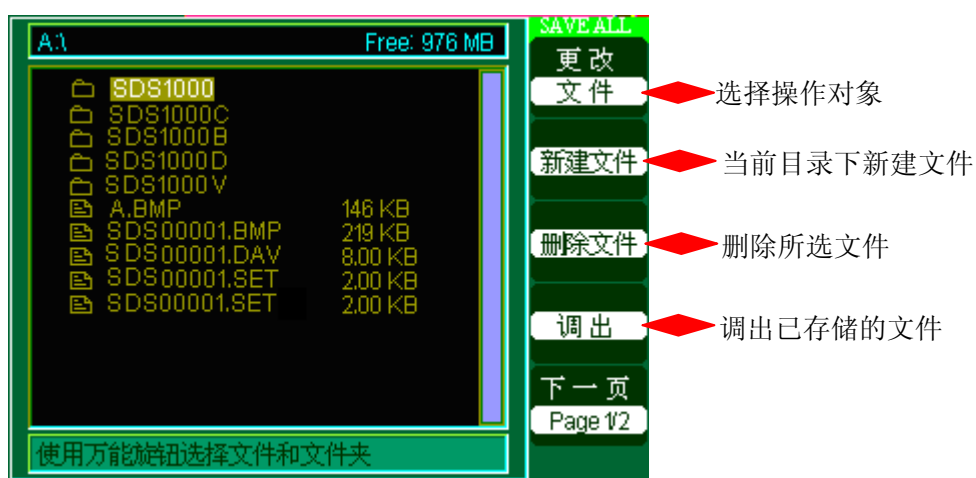 A:\ Free: 976 MB
SDS1000
SDS1000C
SDS1000B
SDS1000D
SDS1000V
A.BMP 146 KB
SDS00001.BMP 219 KB
SDS00001.DAV 8.00 KB
SDS00001.SET 2.00 KB
SDS00001.SET 2.00 KB
使用万能旋钮选择文件和文件夹
SAVE ALL
更改
文件
选择操作对象
新建文件
当前目录下新建文件
删除文件
删除所选文件
调出
调出已存储的文件
下一页
Page 1/2